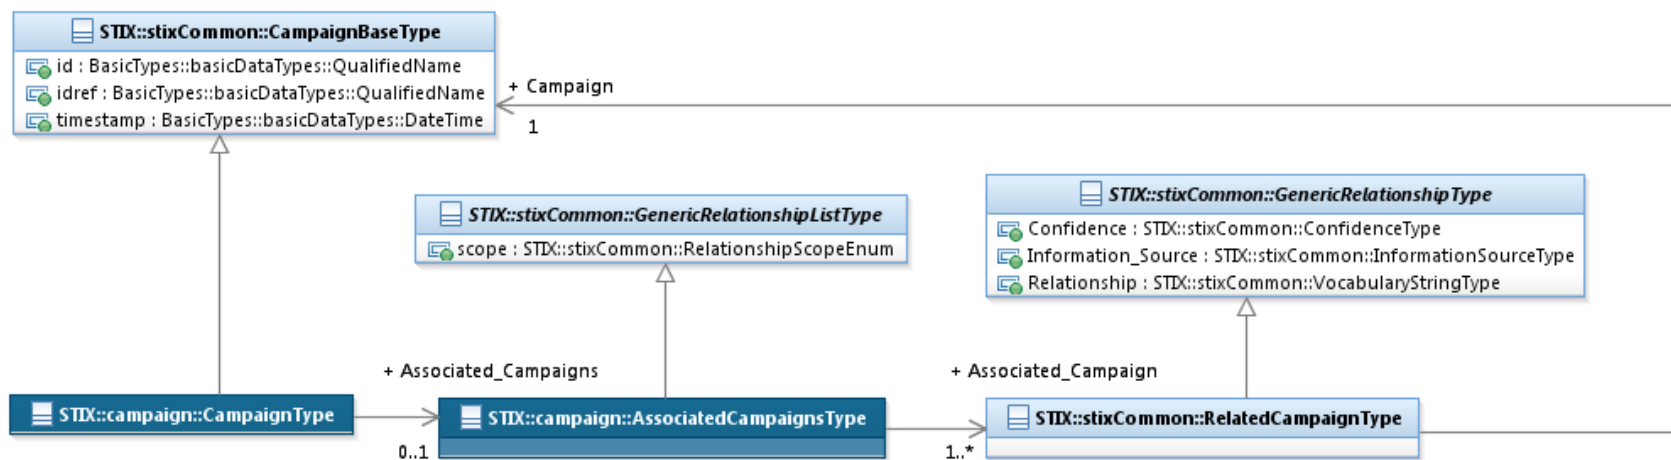 STIX::stixCommon::CampaignBaseType
id : BasicTypes::basicDataTypes::QualifiedName
idref : BasicTypes::basicDataTypes::QualifiedName
timestamp : BasicTypes::basicDataTypes::DateTime
+ Campaign
1
STIX::stixCommon::GenericRelationshipListType
scope : STIX::stixCommon::RelationshipScopeEnum
STIX::stixCommon::GenericRelationshipType
Confidence : STIX::stixCommon::ConfidenceType
Information_Source : STIX::stixCommon::InformationSourceType
Relationship : STIX::stixCommon::VocabularyStringType
STIX::campaign::CampaignType
+ Associated_Campaigns
0..1
STIX::campaign::AssociatedCampaignsType
+ Associated_Campaign
1..*
STIX::stixCommon::RelatedCampaignType